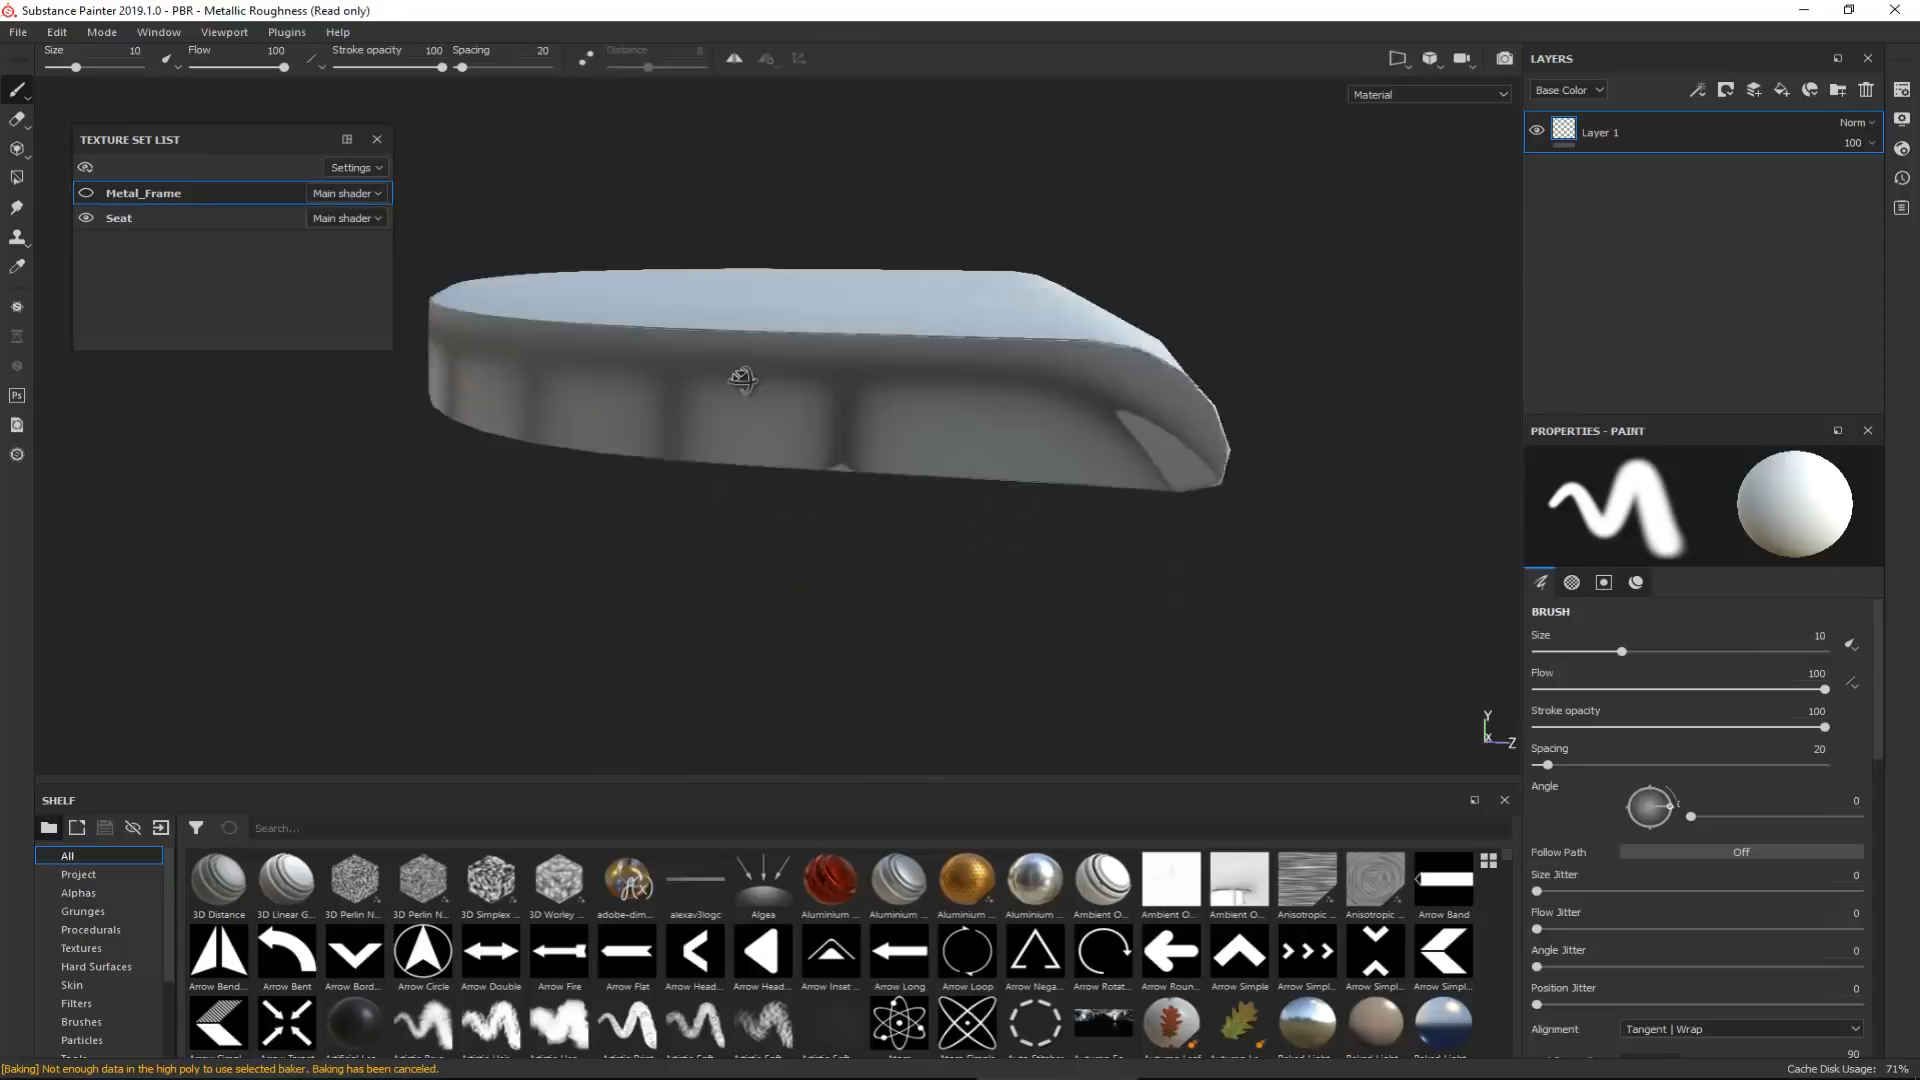 Substance Painter 2019.1.0 - PBR - Metallic Roughness (Read only)
File Edit Mode Window Viewport Plugins Help
Size 10 Flow 100 Stroke opacity 100 Spacing 20 Distance 8
Material
TEXTURE SET LIST
Settings
Metal_Frame Main shader
Seat Main shader
LAYERS
Base Color
Layer 1 Norm
100
PROPERTIES - PAINT
BRUSH
Size 10
Flow 100
Stroke opacity 100
Spacing 20
Angle 0
Follow Path Off
Size Jitter 0
Flow Jitter 0
Angle Jitter 0
Position Jitter 0
Alignment Tangent | Wrap
90
Y
X Z
SHELF
Search...
All
Project
Alphas
Grunges
Procedurals
Textures
Hard Surfaces
Skin
Filters
Brushes
Particles
3D Distance 3D Linear G... 3D Perlin N... 3D Perlin N... 3D Simplex ... 3D Worley ... adobe-dim... alexav3logc Algea Aluminium ... Aluminium ... Aluminium ... Aluminium ... Ambient O... Ambient O... Ambient O... Anisotropic ... Anisotropic ... Arrow Band
Arrow Bend... Arrow Bent Arrow Bord... Arrow Circle Arrow Double Arrow Fire Arrow Flat Arrow Head... Arrow Head... Arrow Inset ... Arrow Long Arrow Loop Arrow Nega... Arrow Rotat... Arrow Roun... Arrow Simple Arrow Simpl... Arrow Simpl... Arrow Simpl...
[Baking] Not enough data in the high poly to use selected baker. Baking has been canceled.
Cache Disk Usage: 71%